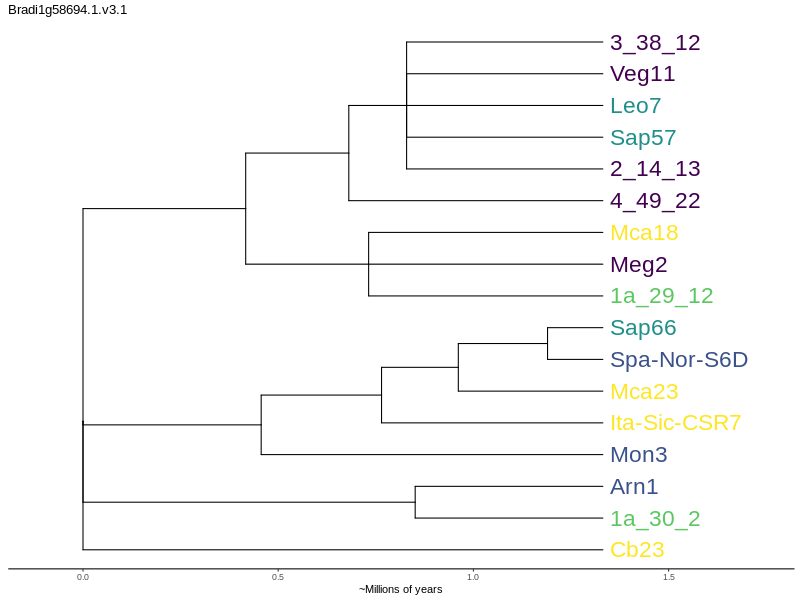 Bradi1g58694.1.v3.1
3_38_12
Veg11
Leo7
Sap57
2_14_13
4_49_22
Mca18
Meg2
1a_29_12
Sap66
Spa-Nor-S6D
Mca23
Ita-Sic-CSR7
Mon3
Arn1
1a_30_2
Cb23
0.0 0.5 1.0 1.5
~Millions of years